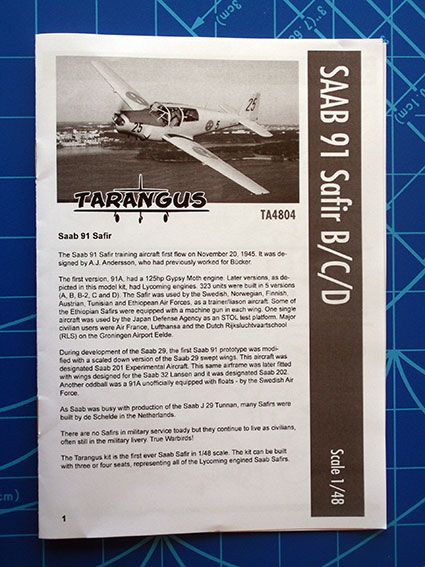 25
25
5
TARANGUS
TA4804
SAAB 91 Safir B/C/D
Scale 1/48
Saab 91 Safir
The Saab 91 Safir training aircraft first flew on November 20, 1945. It was de-
signed by A.J. Andersson, who had previously worked for Bücker.
The first version, 91A, had a 125hp Gypsy Moth engine. Later versions, as de-
picted in this model kit, had Lycoming engines. 323 units were built in 5 versions
(A, B, B-2, C and D). The Safir was used by the Swedish, Norwegian, Finnish,
Austrian, Tunisian and Ethiopean Air Forces, as a trainer/liason aircraft. Some of
the Ethiopian Safirs were equipped with a machine gun in each wing. One single
aircraft was used by the Japan Defense Agency as an STOL test platform. Major
civilian users were Air France, Lufthansa and the Dutch Rijksluchtvaartschool
(RLS) on the Groningen Airport Eelde.
During development of the Saab 29, the first Saab 91 prototype was modi-
fied with a scaled down version of the Saab 29 swept wings. This aircraft was
designated Saab 201 Experimental Aircraft. This same airframe was later fitted
with wings designed for the Saab 32 Lansen and it was designated Saab 202.
Another oddball was a 91A unofficially equipped with floats - by the Swedish Air
Force.
As Saab was busy with production of the Saab J 29 Tunnan, many Safirs were
built by de Schelde in the Netherlands.
There are no Safirs in military service toady but they continue to live as civilians,
often still in the military livery. True Warbirds!
The Tarangus kit is the first ever Saab Safir in 1/48 scale. The kit can be built
with three or four seats, representing all of the Lycoming engined Saab Safirs.
1